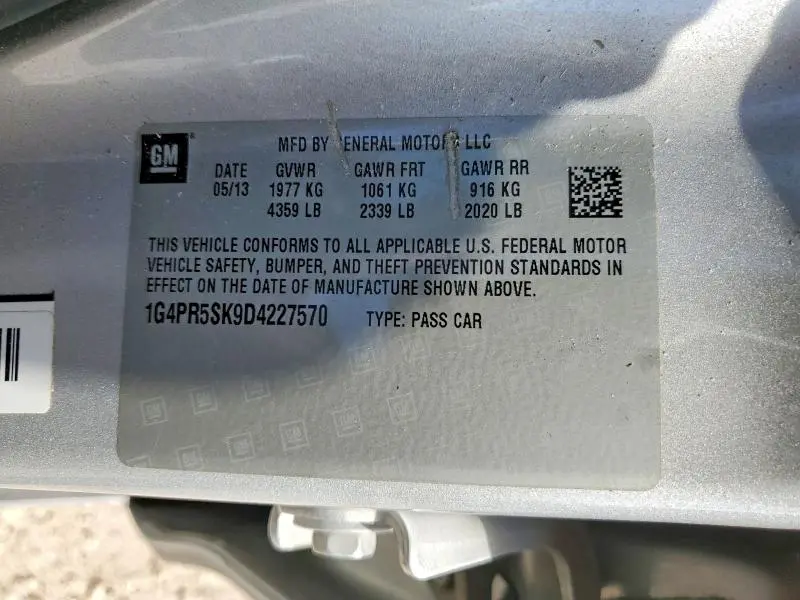 GM ®
MFD BY GENERAL MOTORS LLC
DATE GVWR GAWR FRT GAWR RR
05/13 1977 KG 1061 KG 916 KG
4359 LB 2339 LB 2020 LB
THIS VEHICLE CONFORMS TO ALL APPLICABLE U.S. FEDERAL MOTOR
VEHICLE SAFETY, BUMPER, AND THEFT PREVENTION STANDARDS IN
EFFECT ON THE DATE OF MANUFACTURE SHOWN ABOVE.
1G4PR5SK9D4227570 TYPE: PASS CAR